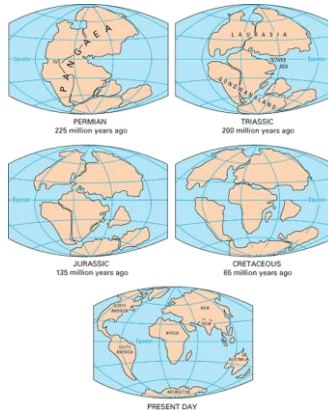 Equator
PANGAEA
PERMIAN
225 million years ago
LAURASIA
TETHYS
SEA
Equator
GONDWANALAND
TRIASSIC
200 million years ago
Equator
JURASSIC
135 million years ago
Equator
CRETACEOUS
65 million years ago
NORTH
AMERICA
ASIA
AFRICA
INDIA
Equator
SOUTH
AMERICA
AUSTRALIA
ANTARCTICA
PRESENT DAY